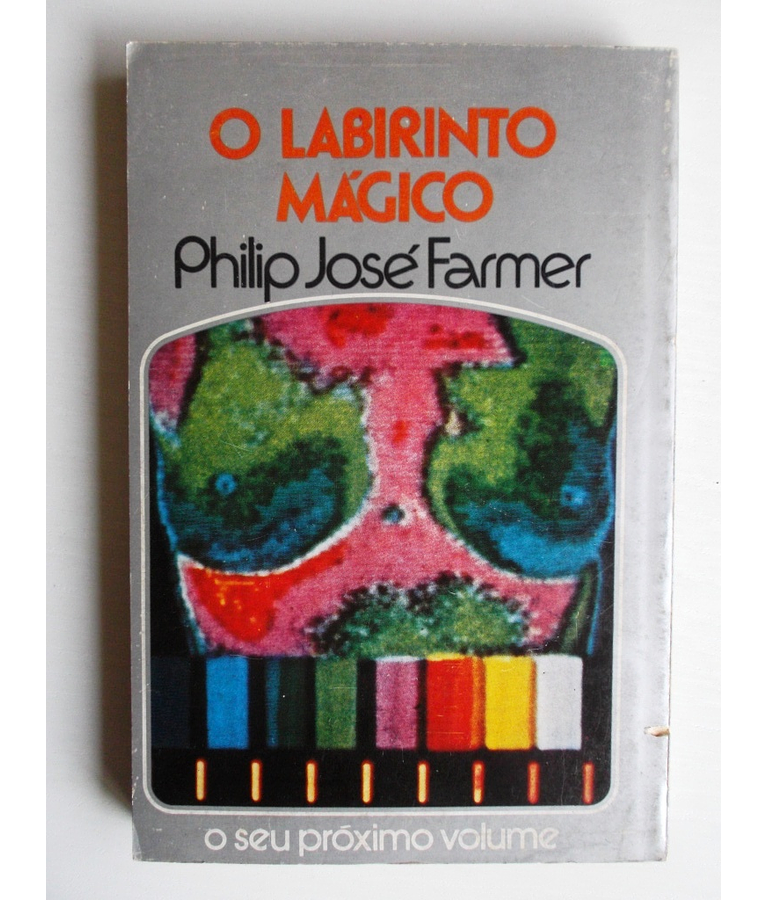 O LABIRINTO
MÁGICO
Philip José Farmer
o seu próximo volume